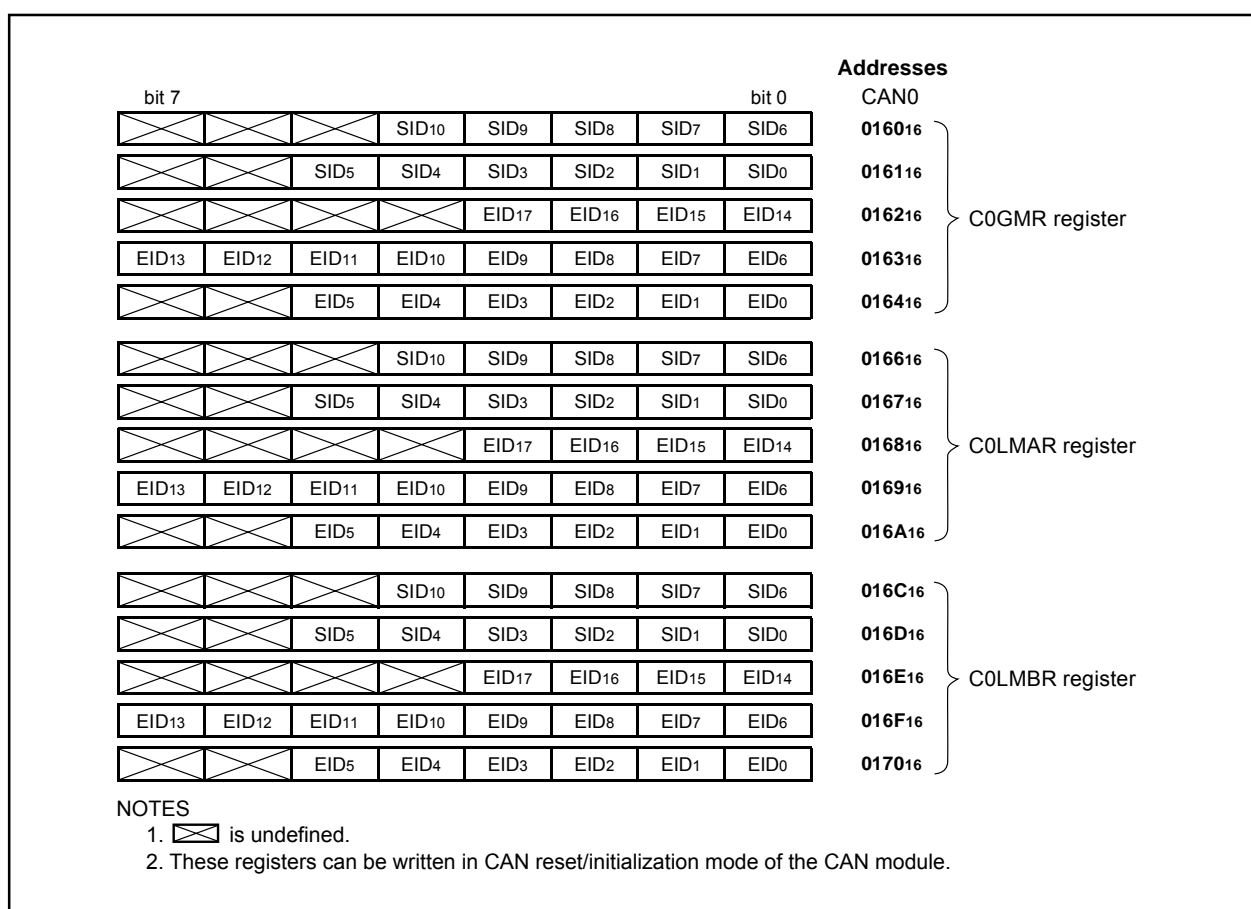 Addresses
bit 7 bit 0 CAN0
SID10 SID9 SID8 SID7 SID6 016016
SID5 SID4 SID3 SID2 SID1 SID0 016116
EID17 EID16 EID15 EID14 016216 C0GMR register
EID13 EID12 EID11 EID10 EID9 EID8 EID7 EID6 016316
EID5 EID4 EID3 EID2 EID1 EID0 016416
SID10 SID9 SID8 SID7 SID6 016616
SID5 SID4 SID3 SID2 SID1 SID0 016716
EID17 EID16 EID15 EID14 016816 C0LMAR register
EID13 EID12 EID11 EID10 EID9 EID8 EID7 EID6 016916
EID5 EID4 EID3 EID2 EID1 EID0 016A16
SID10 SID9 SID8 SID7 SID6 016C16
SID5 SID4 SID3 SID2 SID1 SID0 016D16
EID17 EID16 EID15 EID14 016E16 C0LMBR register
EID13 EID12 EID11 EID10 EID9 EID8 EID7 EID6 016F16
EID5 EID4 EID3 EID2 EID1 EID0 017016
NOTES
1. is undefined.
2. These registers can be written in CAN reset/initialization mode of the CAN module.